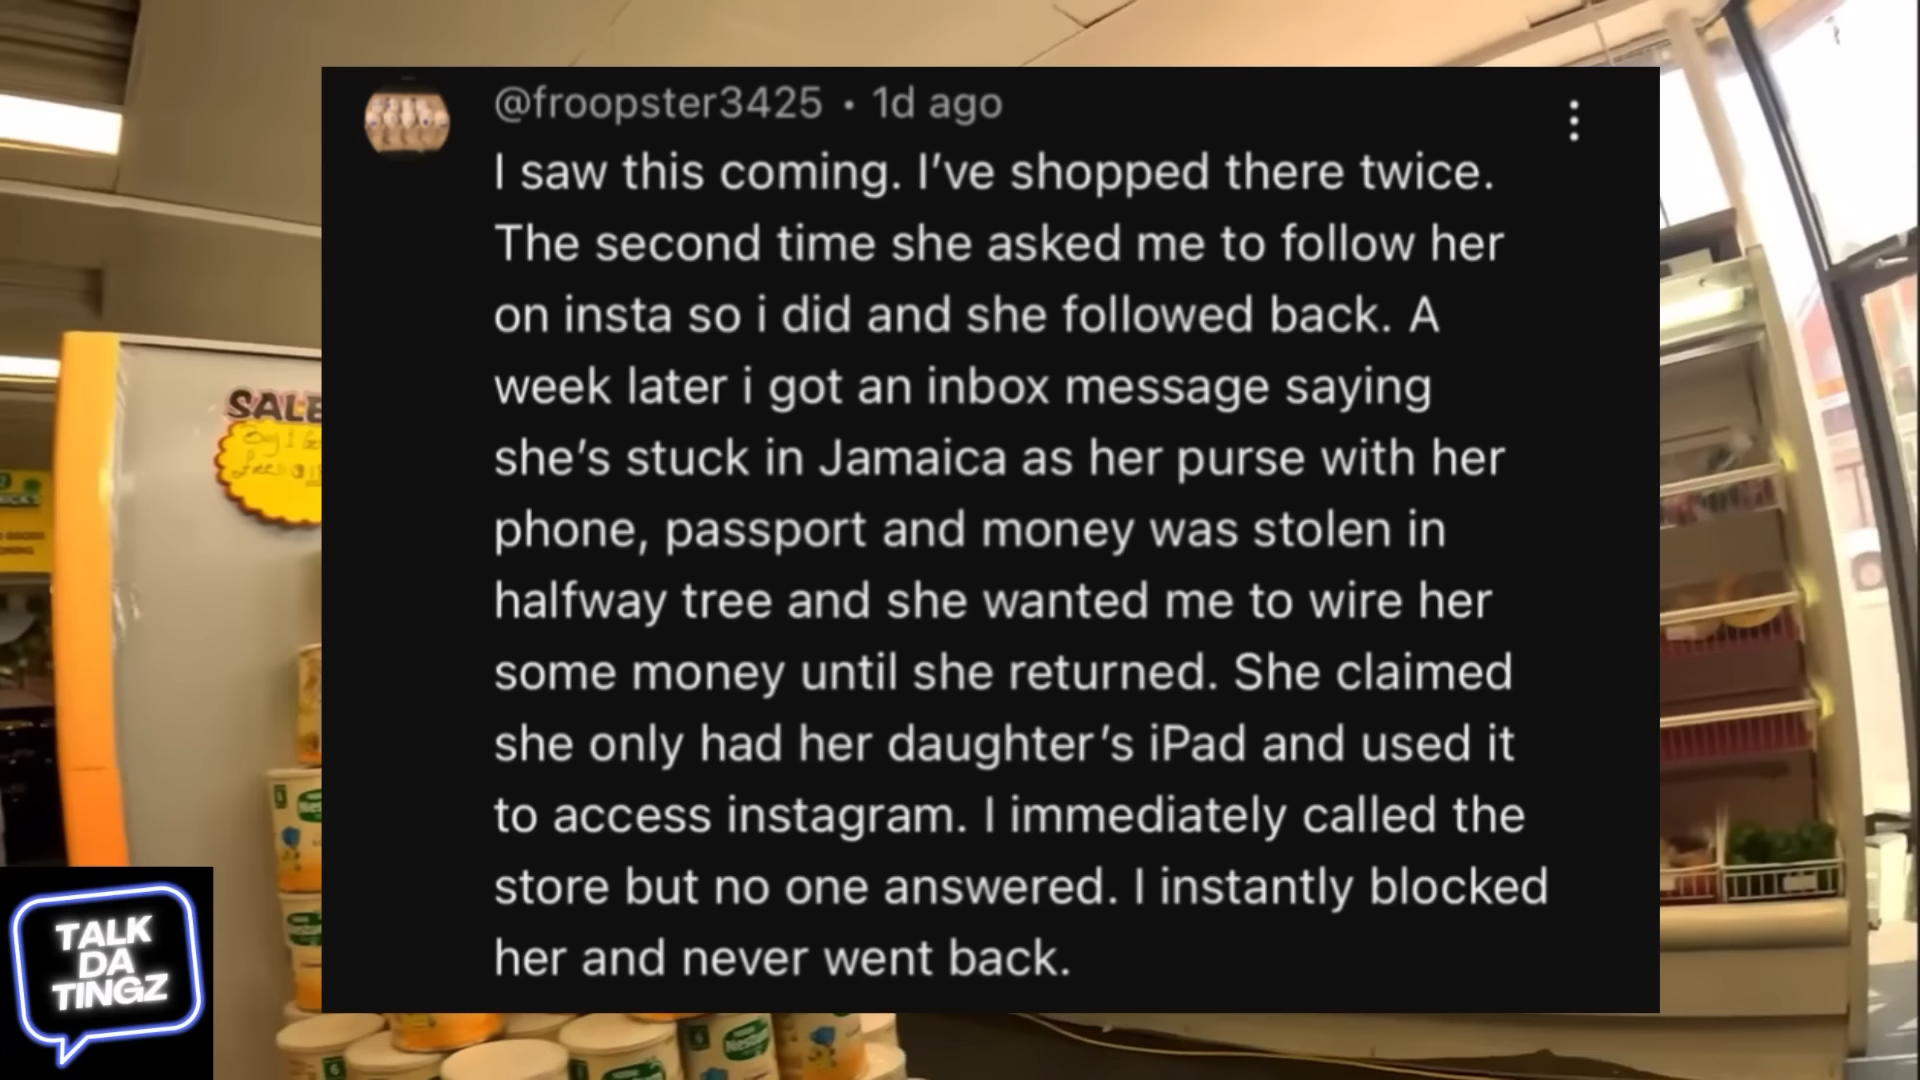 @froopster3425 • 1d ago
I saw this coming. I’ve shopped there twice.
The second time she asked me to follow her
on insta so i did and she followed back. A
week later i got an inbox message saying
she’s stuck in Jamaica as her purse with her
phone, passport and money was stolen in
halfway tree and she wanted me to wire her
some money until she returned. She claimed
she only had her daughter’s iPad and used it
to access instagram. I immediately called the
store but no one answered. I instantly blocked
her and never went back.
SALE
TALK
DA
TINGZ